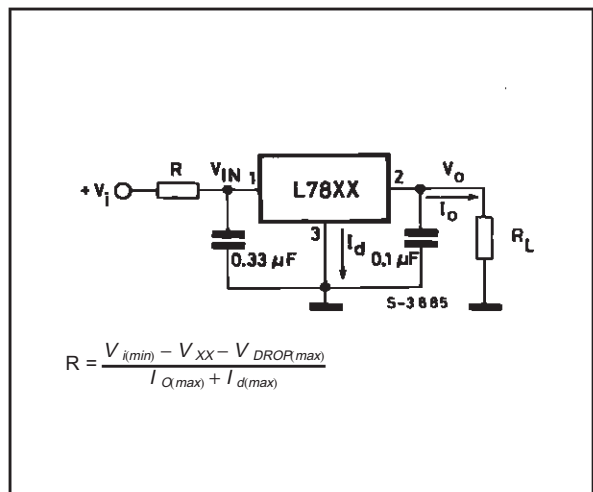 R V_IN 1 L78XX 2 V_o
+ V_i I_o
3 I_d R_L
0.33 µF 0.1 µF
S-3885
R = (V_i(min) − V_XX − V_DROP(max)) / (I_O(max) + I_d(max))